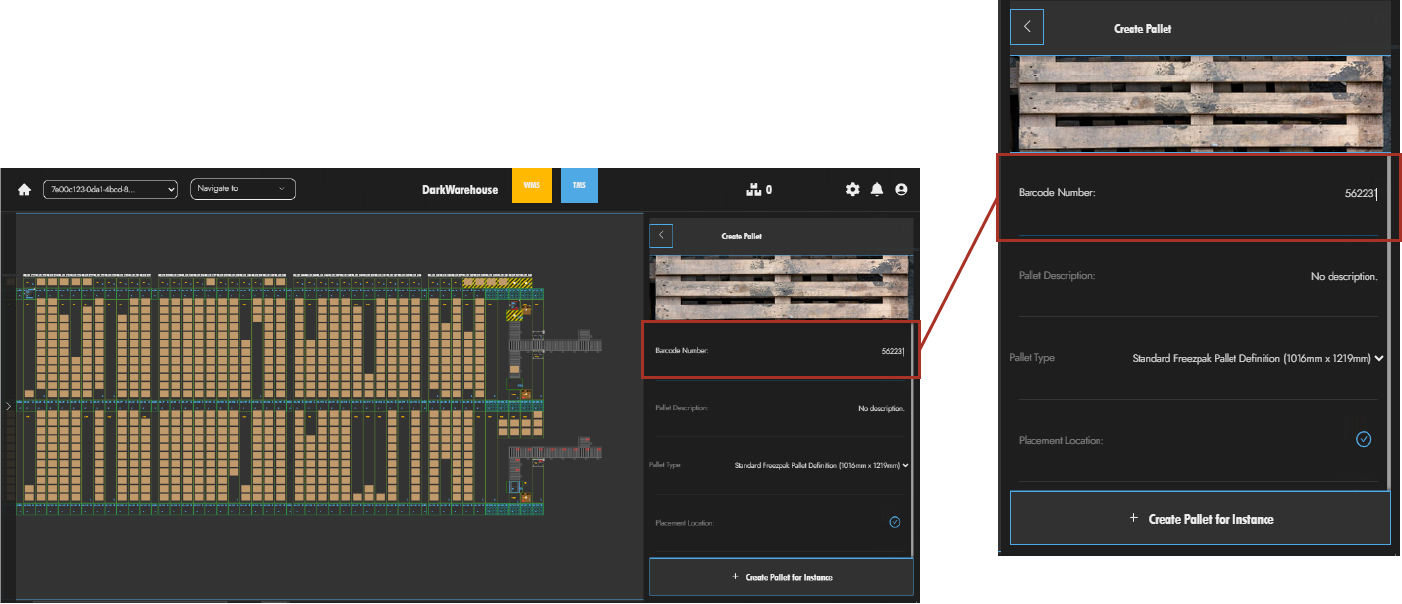 7e00c123-0da1-4bcd-8...
Navigate to
DarkWarehouse
WMS
TMS
0
Create Pallet
Barcode Number:
562231
Pallet Description:
No description.
Pallet Type
Standard Freezpak Pallet Definition (1016mm x 1219mm)
Placement Location:
+ Create Pallet for Instance
Create Pallet
Barcode Number:
562231
Pallet Description:
No description.
Pallet Type
Standard Freezpak Pallet Definition (1016mm x 1219mm)
Placement Location:
+ Create Pallet for Instance